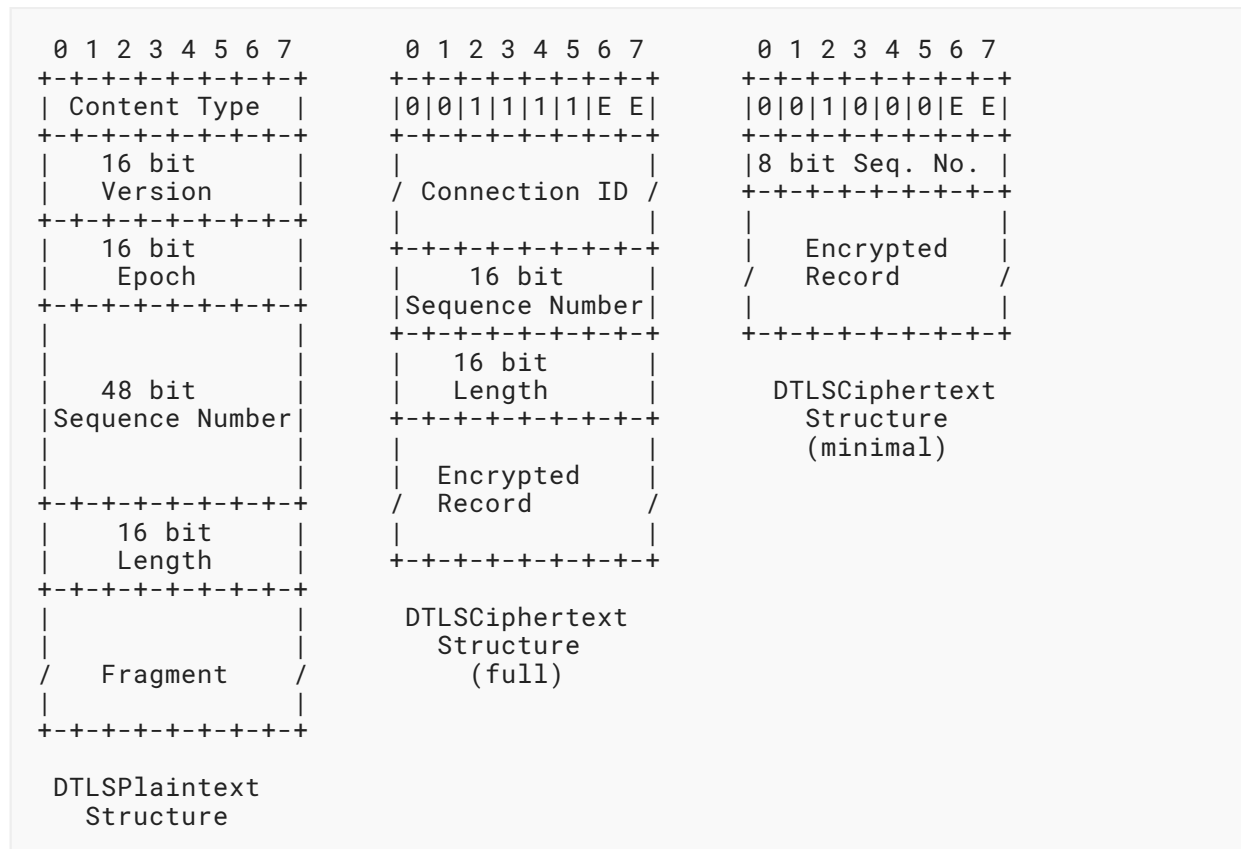 0 1 2 3 4 5 6 7       0 1 2 3 4 5 6 7       0 1 2 3 4 5 6 7
+-+-+-+-+-+-+-+-+     +-+-+-+-+-+-+-+-+     +-+-+-+-+-+-+-+-+
|  Content Type |     |0|0|1|1|1|1|E E|     |0|0|1|0|0|0|E E|
+-+-+-+-+-+-+-+-+     +-+-+-+-+-+-+-+-+     +-+-+-+-+-+-+-+-+
|    16 bit     |     |               |     |8 bit Seq. No. |
|    Version    |     / Connection ID /     +-+-+-+-+-+-+-+-+
+-+-+-+-+-+-+-+-+     |               |     |               |
|    16 bit     |     +-+-+-+-+-+-+-+-+     |   Encrypted   |
|     Epoch     |     |    16 bit     |     /   Record      /
+-+-+-+-+-+-+-+-+     |Sequence Number|     |               |
|               |     +-+-+-+-+-+-+-+-+     +-+-+-+-+-+-+-+-+
|               |     |   16 bit      |
|    48 bit     |     |   Length      |       DTLSCiphertext
|Sequence Number|     +-+-+-+-+-+-+-+-+         Structure
|               |     |               |         (minimal)
|               |     |  Encrypted    |
+-+-+-+-+-+-+-+-+     /  Record       /
|    16 bit     |     |               |
|    Length     |     +-+-+-+-+-+-+-+-+
+-+-+-+-+-+-+-+-+
|               |      DTLSCiphertext
|               |        Structure
/   Fragment    /          (full)
|               |
+-+-+-+-+-+-+-+-+

 DTLSPlaintext
   Structure